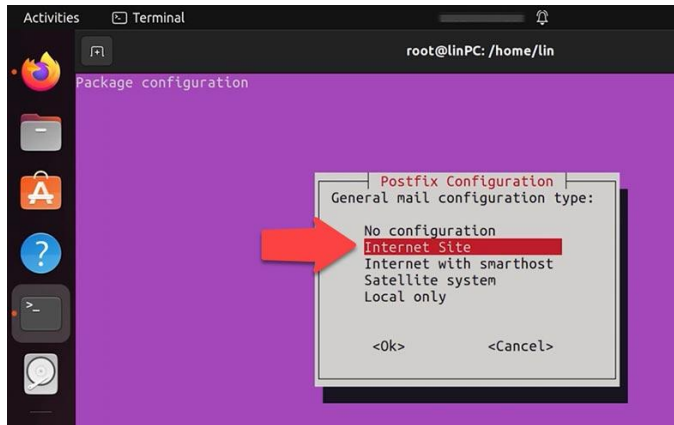 Activities Terminal
root@linPC: /home/lin
Package configuration
Postfix Configuration
General mail configuration type:
No configuration
Internet Site
Internet with smarthost
Satellite system
Local only
<Ok> <Cancel>